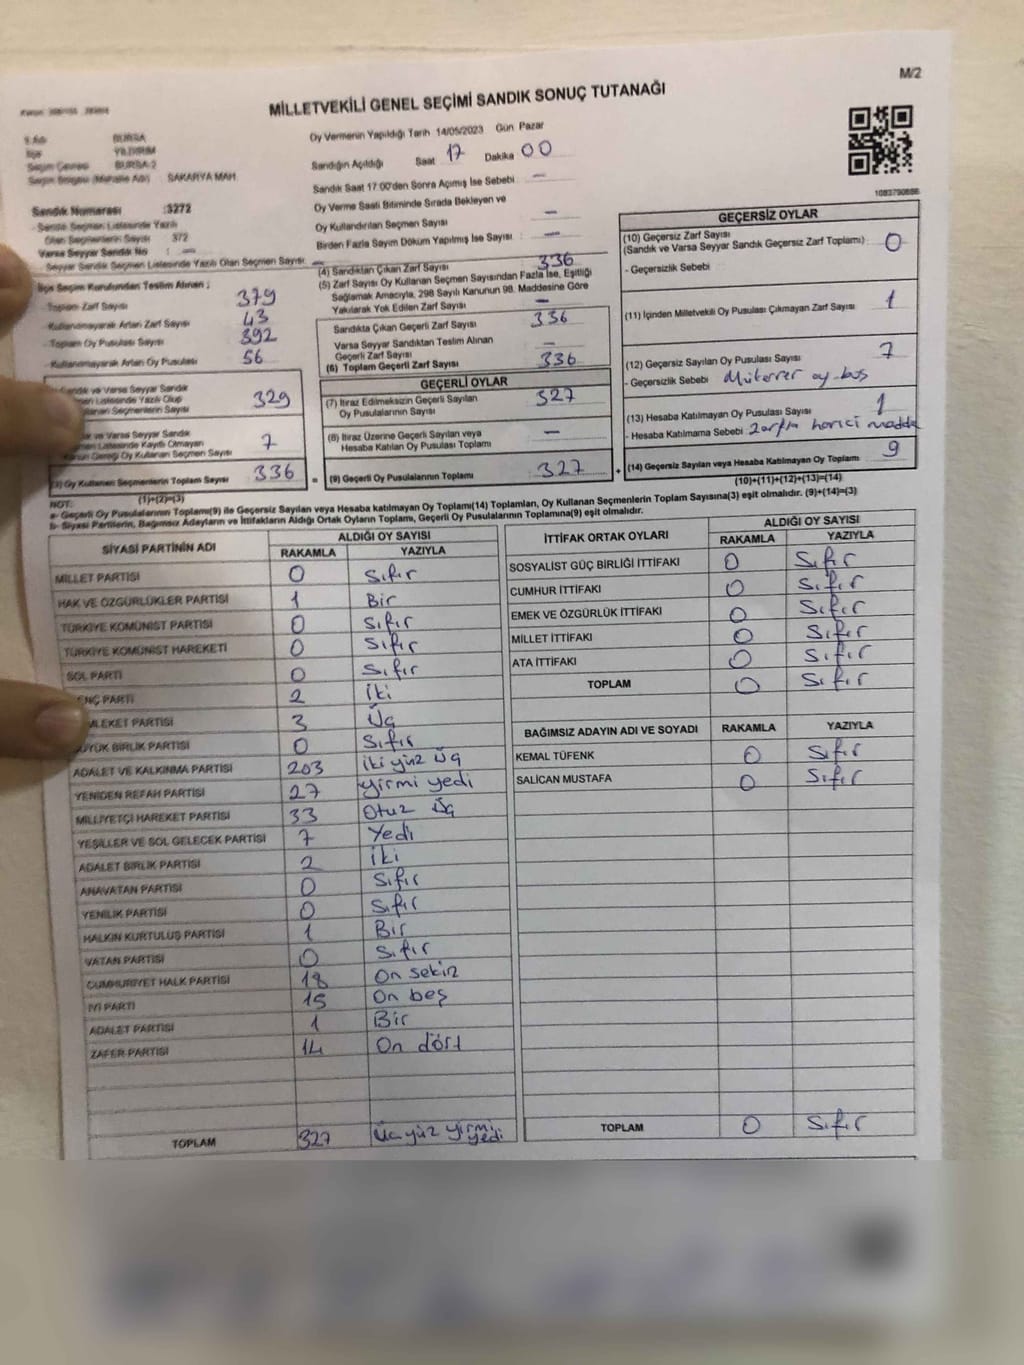 M/2
MİLLETVEKİLİ GENEL SEÇİMİ SANDIK SONUÇ TUTANAĞI
İli BURSA
İlçe YILDIRIM
Seçim Çevresi BURSA-2
Seçim Bölgesi (Mahalle Adı) : SAKARYA MAH.
Sandık Numarası :3272
- Sandık Seçmen Listesinde Yazılı
Olan Seçmenlerin Sayısı 372
Varsa Seyyar Sandık No : —
- Seyyar Sandık Seçmen Listesinde Yazılı Olan Seçmen Sayısı: —
Oy Vermenin Yapıldığı Tarih 14/05/2023 Gün Pazar
Sandığın Açıldığı Saat 17 Dakika 00
Sandık Saat 17:00'den Sonra Açılmış İse Sebebi —
Oy Verme Saati Bitiminde Sırada Bekleyen ve
Oy Kullandırılan Seçmen Sayısı —
Birden Fazla Sayım Döküm Yapılmış İse Sayısı : —
1083790886
İlçe Seçim Kurulundan Teslim Alınan ;
- Toplam Zarf Sayısı 379
- Kullanılmayarak Artan Zarf Sayısı 43
- Toplam Oy Pusulası Sayısı 392
- Kullanılmayarak Artan Oy Pusulası 56
Sandık ve Varsa Seyyar Sandık
Listesinde Yazılı Olup
Seçmenlerin Sayısı 329
ve Varsa Seyyar Sandık
Listesinde Kayıtlı Olmayan
Kanun Gereği Oy Kullanan Seçmen Sayısı 7
(3) Oy Kullanan Seçmenlerin Toplam Sayısı 336 =
(1)+(2)=(3)
(4) Sandıktan Çıkan Zarf Sayısı 336
(5) Zarf Sayısı Oy Kullanan Seçmen Sayısından Fazla İse, Eşitliği
Sağlamak Amacıyla, 298 Sayılı Kanunun 98. Maddesine Göre
Yakılarak Yok Edilen Zarf Sayısı —
Sandıkta Çıkan Geçerli Zarf Sayısı 336
Varsa Seyyar Sandıktan Teslim Alınan
Geçerli Zarf Sayısı —
(6) Toplam Geçerli Zarf Sayısı 336
GEÇERLİ OYLAR
(7) İtiraz Edilmeksizin Geçerli Sayılan
Oy Pusulalarının Sayısı 327
(8) İtiraz Üzerine Geçerli Sayılan veya
Hesaba Katılan Oy Pusulası Toplamı —
(9) Geçerli Oy Pusulalarının Toplamı 327 +
GEÇERSİZ OYLAR
(10) Geçersiz Zarf Sayısı
(Sandık ve Varsa Seyyar Sandık Geçersiz Zarf Toplamı) 0
- Geçersizlik Sebebi
(11) İçinden Milletvekili Oy Pusulası Çıkmayan Zarf Sayısı 1
(12) Geçersiz Sayılan Oy Pusulası Sayısı 7
- Geçersizlik Sebebi Mükerrer oy-boş
(13) Hesaba Katılmayan Oy Pusulası Sayısı 1
- Hesaba Katılmama Sebebi zarfta harici madde
(14) Geçersiz Sayılan veya Hesaba Katılmayan Oy Toplamı 9
(10)+(11)+(12)+(13)=(14)
NOT:
a- Geçerli Oy Pusulalarının Toplamı(9) ile Geçersiz Sayılan veya Hesaba katılmayan Oy Toplamı(14) Toplamları, Oy Kullanan Seçmenlerin Toplam Sayısına(3) eşit olmalıdır. (9)+(14)=(3)
b- Siyasi Partilerin, Bağımsız Adayların ve İttifakların Aldığı Ortak Oyların Toplamı, Geçerli Oy Pusulalarının Toplamına(9) eşit olmalıdır.
SİYASİ PARTİNİN ADI ALDIĞI OY SAYISI
RAKAMLA YAZIYLA
MİLLET PARTİSİ 0 Sıfır
HAK VE ÖZGÜRLÜKLER PARTİSİ 1 Bir
TÜRKİYE KOMÜNİST PARTİSİ 0 Sıfır
TÜRKİYE KOMÜNİST HAREKETİ 0 Sıfır
SOL PARTİ 0 Sıfır
ENÇ PARTİ 2 İki
MLEKET PARTİSİ 3 Üç
BÜYÜK BİRLİK PARTİSİ 0 Sıfır
ADALET VE KALKINMA PARTİSİ 203 İki yüz Üç
YENİDEN REFAH PARTİSİ 27 yirmi yedi
MİLLİYETÇİ HAREKET PARTİSİ 33 Otuz Üç
YEŞİLLER VE SOL GELECEK PARTİSİ 7 Yedi
ADALET BİRLİK PARTİSİ 2 İki
ANAVATAN PARTİSİ 0 Sıfır
YENİLİK PARTİSİ 0 Sıfır
HALKIN KURTULUŞ PARTİSİ 1 Bir
VATAN PARTİSİ 0 Sıfır
CUMHURİYET HALK PARTİSİ 18 On sekiz
İYİ PARTİ 15 On beş
ADALET PARTİSİ 1 Bir
ZAFER PARTİSİ 14 On dört
TOPLAM 327 Üç yüz yirmi yedi
İTTİFAK ORTAK OYLARI ALDIĞI OY SAYISI
RAKAMLA YAZIYLA
SOSYALİST GÜÇ BİRLİĞİ İTTİFAKI 0 Sıfır
CUMHUR İTTİFAKI 0 Sıfır
EMEK VE ÖZGÜRLÜK İTTİFAKI 0 Sıfır
MİLLET İTTİFAKI 0 Sıfır
ATA İTTİFAKI 0 Sıfır
TOPLAM 0 Sıfır
BAĞIMSIZ ADAYIN ADI VE SOYADI RAKAMLA YAZIYLA
KEMAL TÜFENK 0 Sıfır
SALİCAN MUSTAFA 0 Sıfır
TOPLAM 0 Sıfır